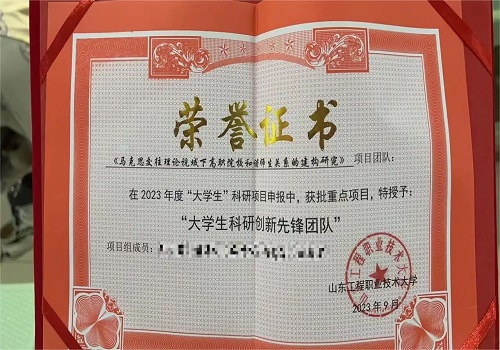 荣誉证书
《马克思交往理论视域下高职院校和谐师生关系的建构研究》项目团队：
在2023年度“大学生”科研项目申报中，获批重点项目，特授予：
“大学生科研创新先锋团队”
项目组成员：
山东工程职业技术大学
2023年9月